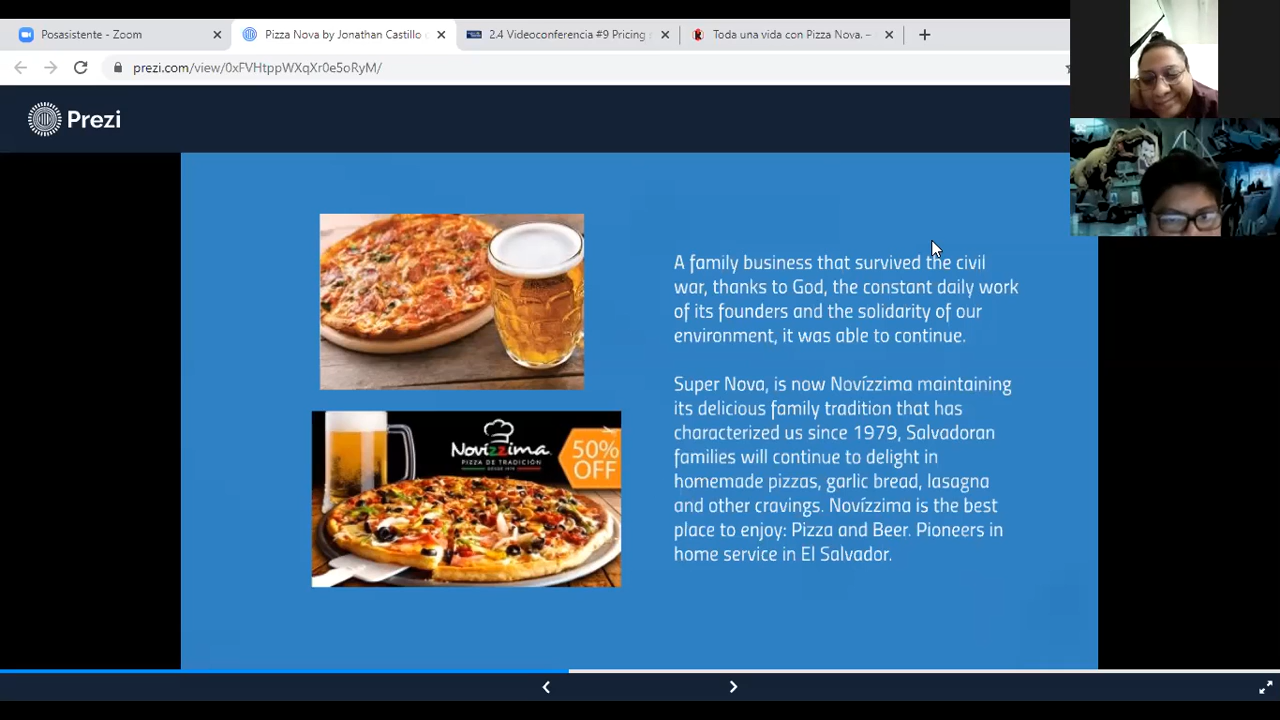 Posasistente - Zoom
Pizza Nova by Jonathan Castillo
2.4 Videoconferencia #9 Pricing
Toda una vida con Pizza Nova. –
prezi.com/view/0xFVHtppWXqXr0e5oRyM/
Prezi
A family business that survived the civil
war, thanks to God, the constant daily work
of its founders and the solidarity of our
environment, it was able to continue.
Super Nova, is now Novízzima maintaining
its delicious family tradition that has
characterized us since 1979, Salvadoran
families will continue to delight in
homemade pizzas, garlic bread, lasagna
and other cravings. Novízzima is the best
place to enjoy: Pizza and Beer. Pioneers in
home service in El Salvador.
Novízzima
PIZZA DE TRADICIÓN
DESDE 1979
50%
OFF